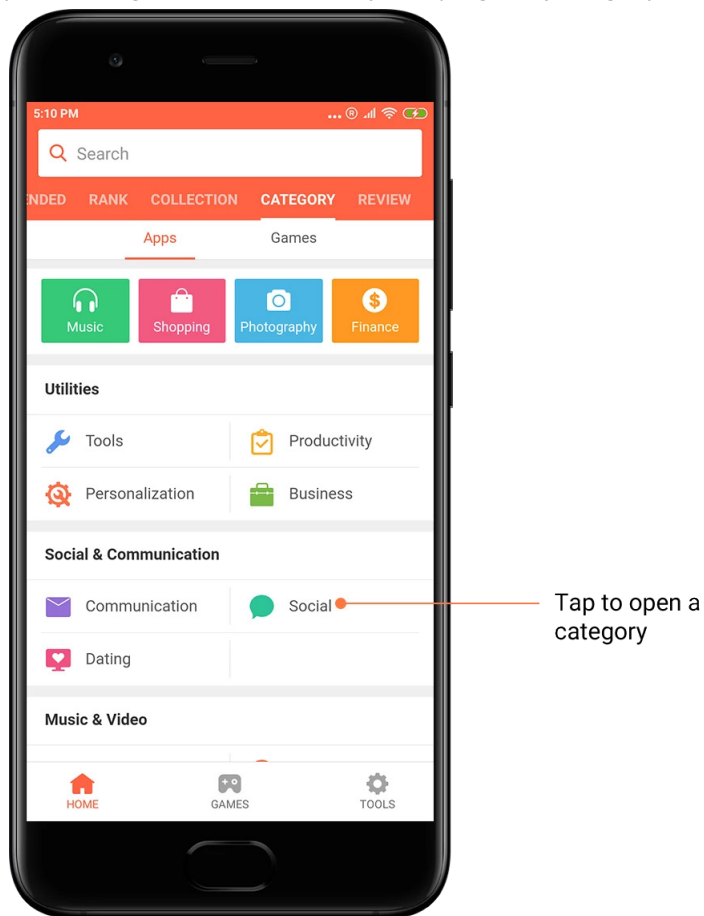 5:10 PM
Search
NDED RANK COLLECTION CATEGORY REVIEW
Apps Games
Music Shopping Photography Finance
Utilities
Tools Productivity
Personalization Business
Social & Communication
Communication Social
Tap to open a
category
Dating
Music & Video
HOME GAMES TOOLS